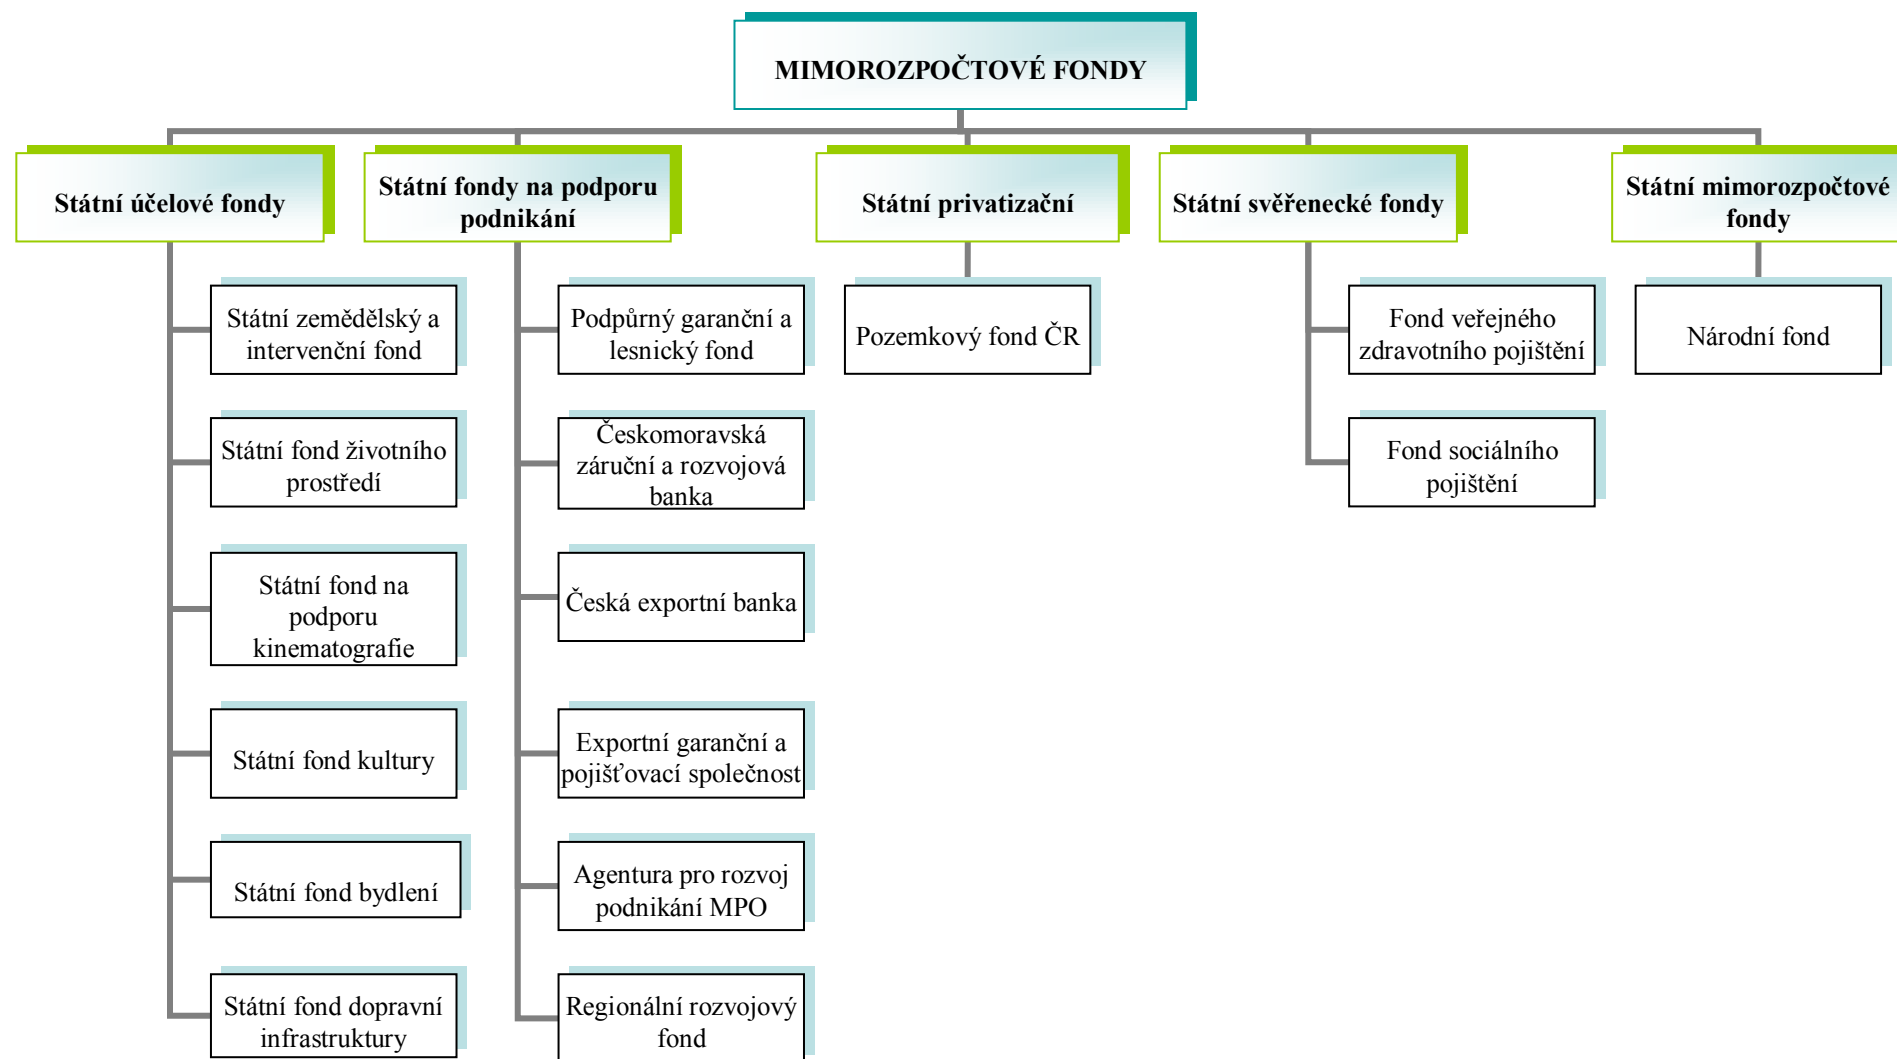 MIMOROZPOČTOVÉ FONDY
Státní účelové fondy
Státní zemědělský a
intervenční fond
Státní fond životního
prostředí
Státní fond na
podporu
kinematografie
Státní fond kultury
Státní fond bydlení
Státní fond dopravní
infrastruktury
Státní fondy na podporu
podnikání
Podpůrný garanční a
lesnický fond
Českomoravská
záruční a rozvojová
banka
Česká exportní banka
Exportní garanční a
pojišťovací společnost
Agentura pro rozvoj
podnikání MPO
Regionální rozvojový
fond
Státní privatizační
Pozemkový fond ČR
Státní svěřenecké fondy
Fond veřejného
zdravotního pojištění
Fond sociálního
pojištění
Státní mimorozpočtové
fondy
Národní fond